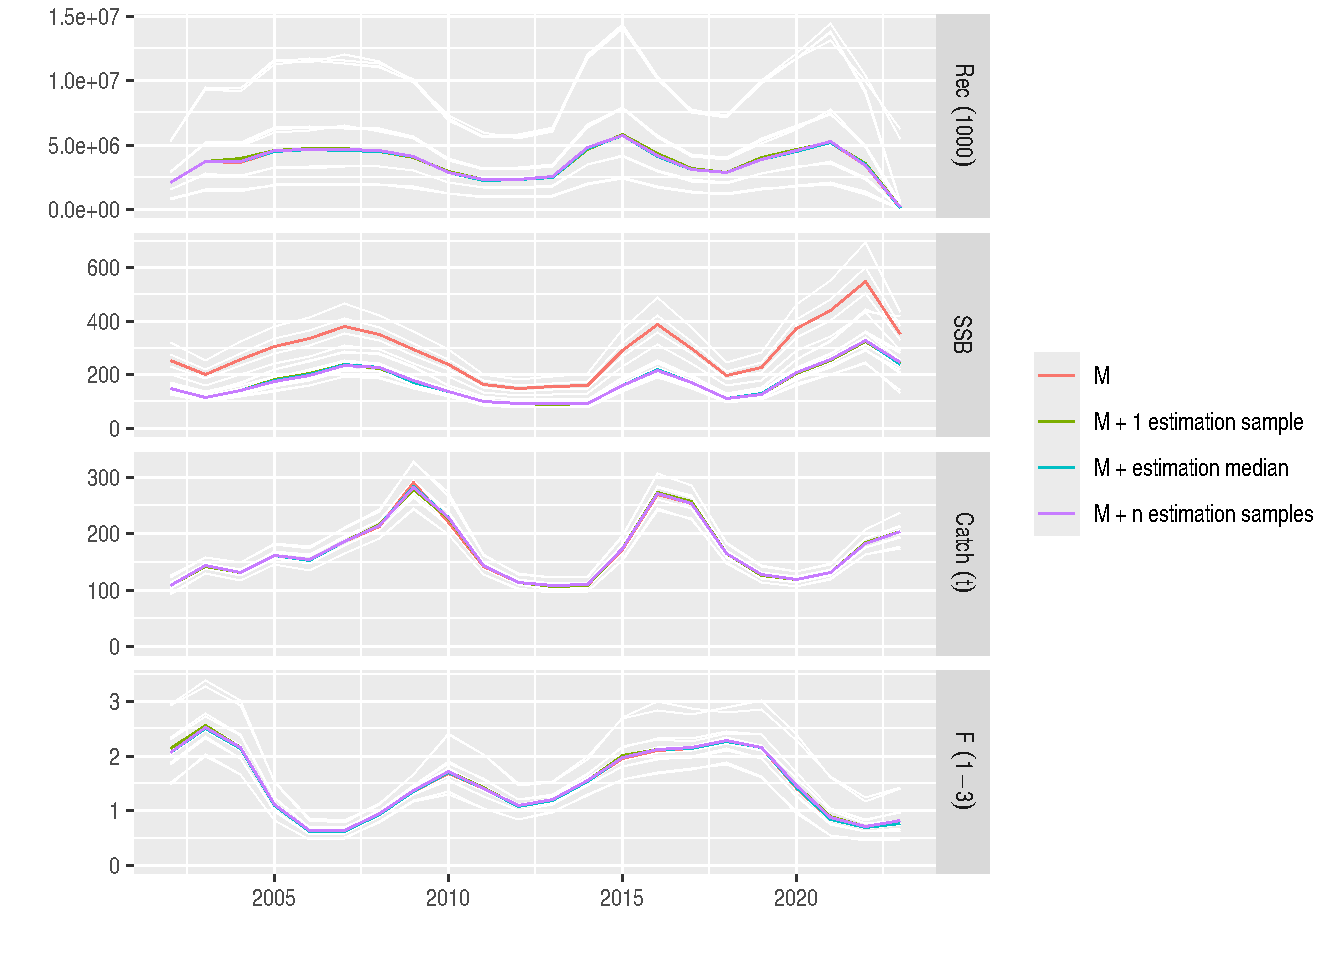 1.5e+07
1.0e+07
5.0e+06
0.0e+00
Rec (1000)
600
400
200
0
SSB
300
200
100
0
Catch (t)
3
2
1
0
F (1−3)
2005 2010 2015 2020
M
M + 1 estimation sample
M + estimation median
M + n estimation samples